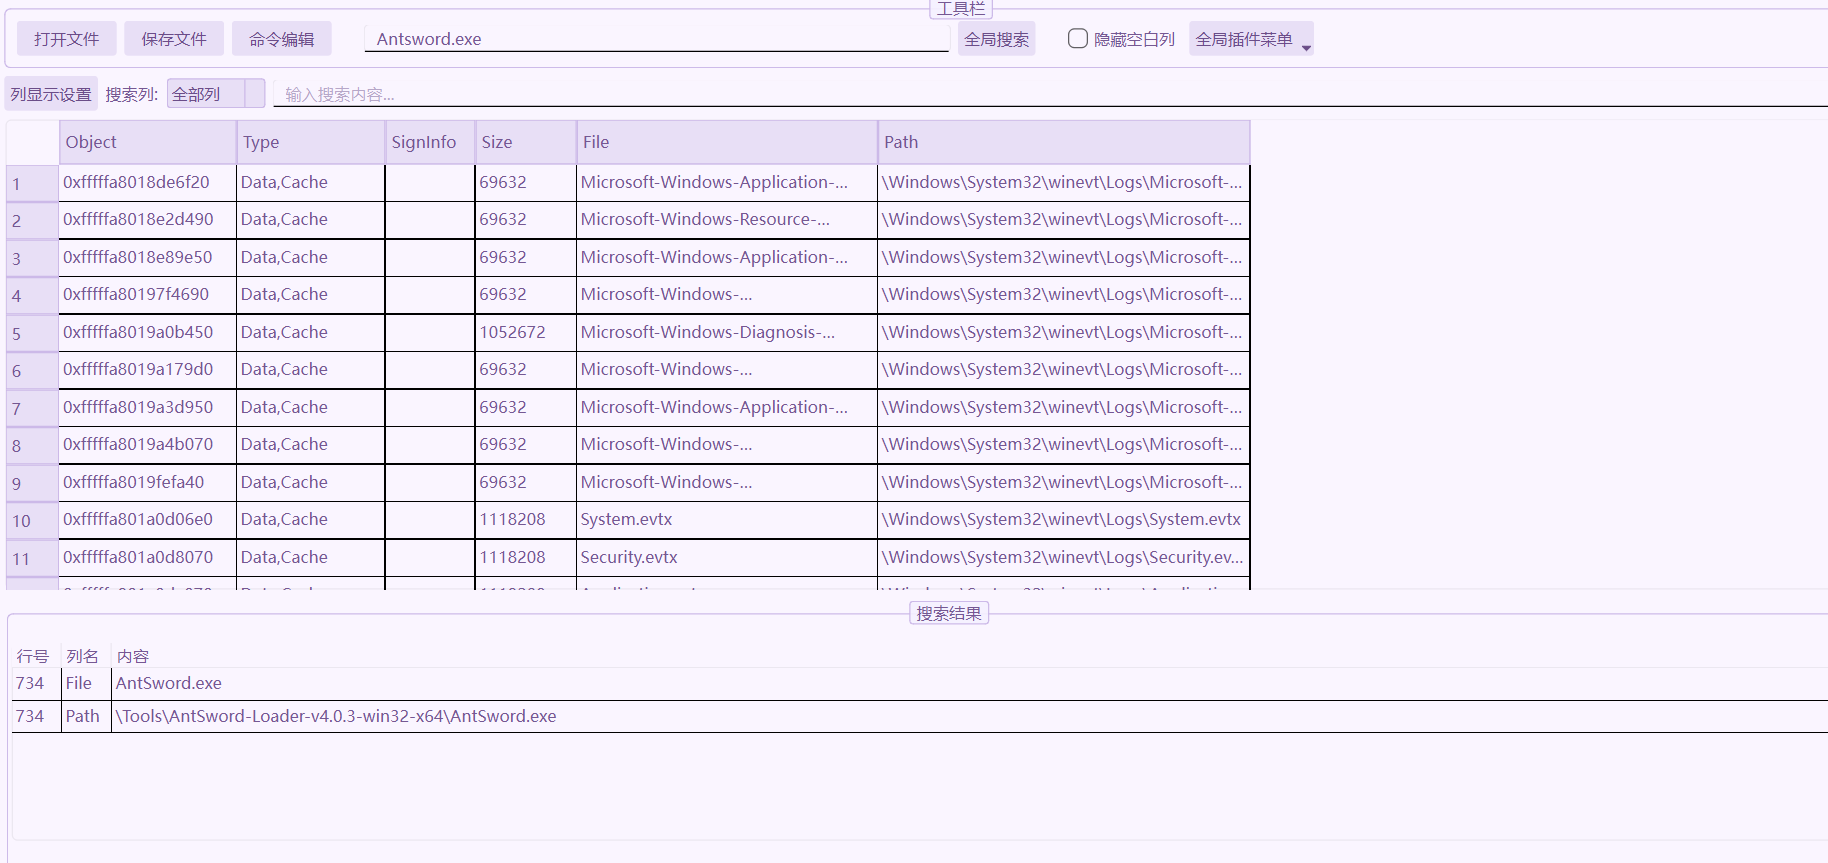 工具栏
打开文件 保存文件 命令编辑 Antsword.exe 全局搜索 隐藏空白列 全局插件菜单
列显示设置 搜索列: 全部列 输入搜索内容...
Object Type SignInfo Size File Path
1 0xfffffa8018de6f20 Data,Cache 69632 Microsoft-Windows-Application-... \Windows\System32\winevt\Logs\Microsoft-...
2 0xfffffa8018e2d490 Data,Cache 69632 Microsoft-Windows-Resource-... \Windows\System32\winevt\Logs\Microsoft-...
3 0xfffffa8018e89e50 Data,Cache 69632 Microsoft-Windows-Application-... \Windows\System32\winevt\Logs\Microsoft-...
4 0xfffffa80197f4690 Data,Cache 69632 Microsoft-Windows-... \Windows\System32\winevt\Logs\Microsoft-...
5 0xfffffa8019a0b450 Data,Cache 1052672 Microsoft-Windows-Diagnosis-... \Windows\System32\winevt\Logs\Microsoft-...
6 0xfffffa8019a179d0 Data,Cache 69632 Microsoft-Windows-... \Windows\System32\winevt\Logs\Microsoft-...
7 0xfffffa8019a3d950 Data,Cache 69632 Microsoft-Windows-Application-... \Windows\System32\winevt\Logs\Microsoft-...
8 0xfffffa8019a4b070 Data,Cache 69632 Microsoft-Windows-... \Windows\System32\winevt\Logs\Microsoft-...
9 0xfffffa8019fefa40 Data,Cache 69632 Microsoft-Windows-... \Windows\System32\winevt\Logs\Microsoft-...
10 0xfffffa801a0d06e0 Data,Cache 1118208 System.evtx \Windows\System32\winevt\Logs\System.evtx
11 0xfffffa801a0d8070 Data,Cache 1118208 Security.evtx \Windows\System32\winevt\Logs\Security.ev...
搜索结果
行号 列名 内容
734 File AntSword.exe
734 Path \Tools\AntSword-Loader-v4.0.3-win32-x64\AntSword.exe